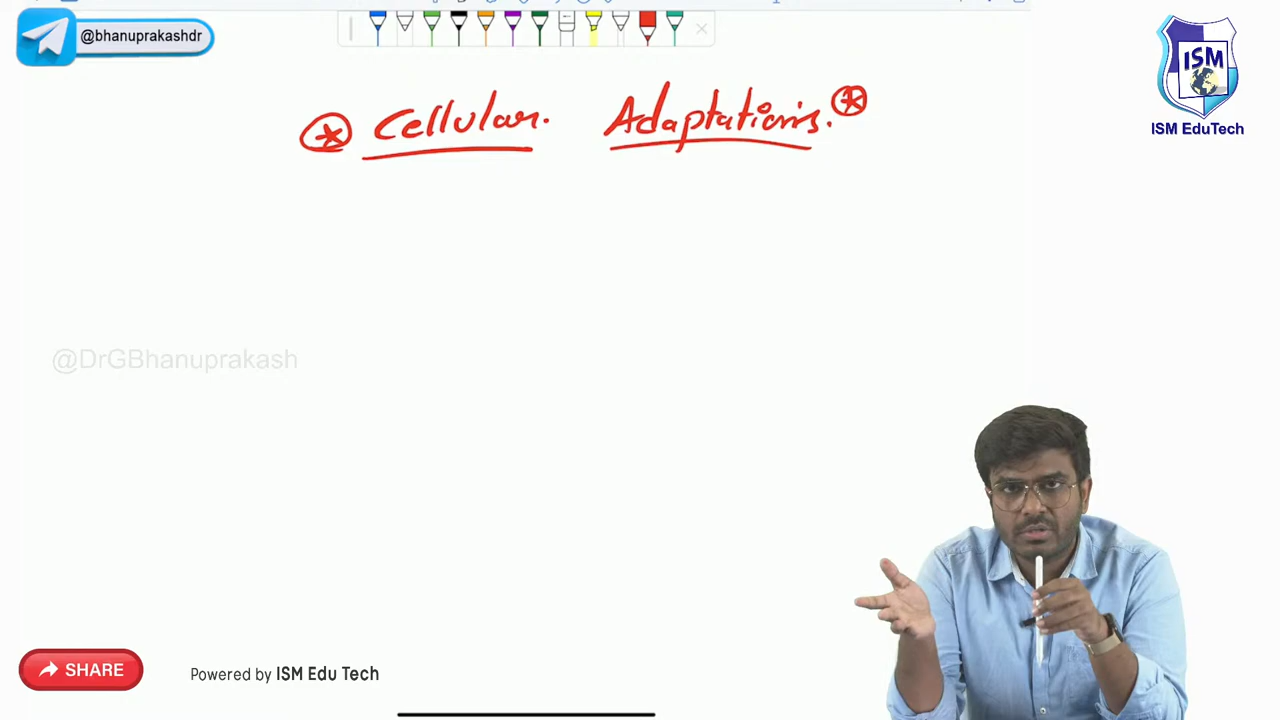 @bhanuprakashdr
ISM
ISM EduTech
Cellular. Adaptations.
@DrGBhanuprakash
SHARE
Powered by ISM Edu Tech